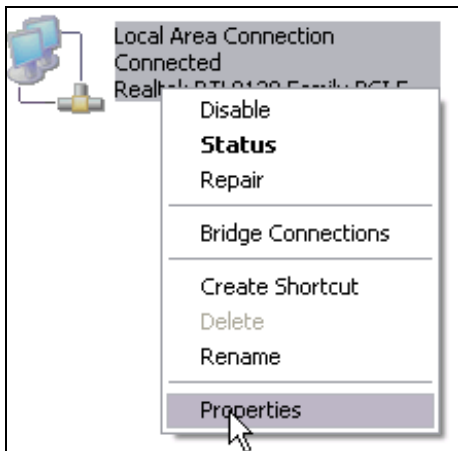 Local Area Connection
Connected
Disable
Status
Repair
Bridge Connections
Create Shortcut
Delete
Rename
Properties